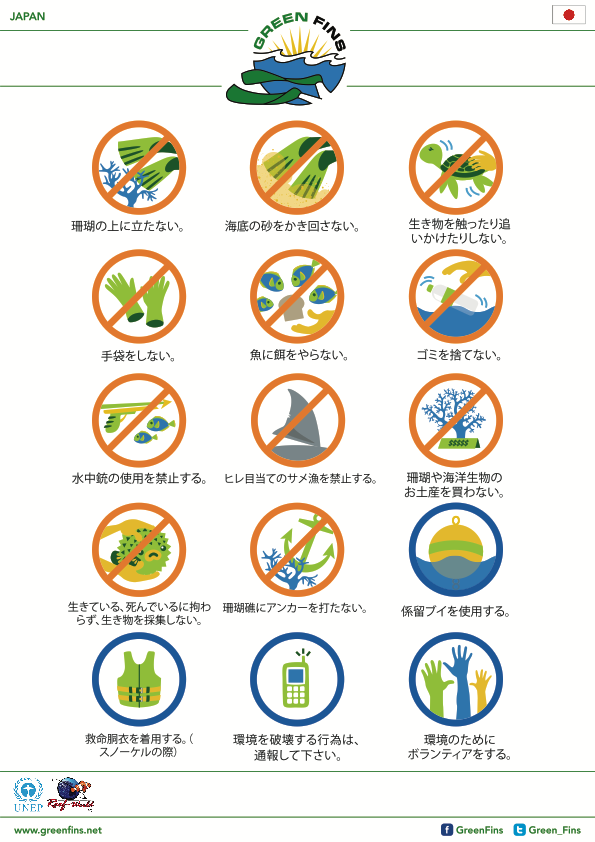 JAPAN
GREEN FINS
珊瑚の上に立たない。
海底の砂をかき回さない。
生き物を触ったり追
いかけたりしない。
手袋をしない。
魚に餌をやらない。
ゴミを捨てない。
水中銃の使用を禁止する。
ヒレ目当てのサメ漁を禁止する。
$$$$$
珊瑚や海洋生物の
お土産を買わない。
生きている、死んでいるに拘わ
らず、生き物を採集しない。
珊瑚礁にアンカーを打たない。
係留ブイを使用する。
救命胴衣を着用する。(
スノーケルの際)
環境を破壊する行為は、
通報して下さい。
環境のために
ボランティアをする。
UNEP
Reef-World
www.greenfins.net
GreenFins
Green_Fins